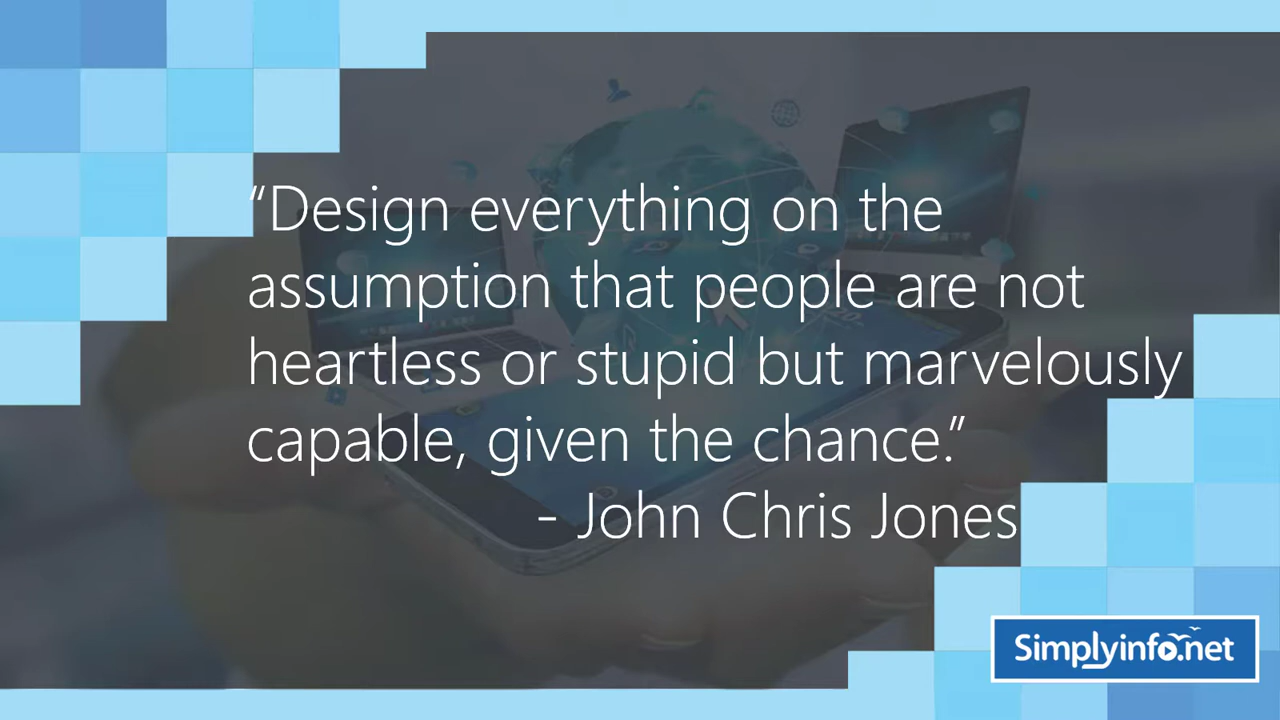 “Design everything on the
assumption that people are not
heartless or stupid but marvelously
capable, given the chance.”
- John Chris Jones
Simplyinfo.net